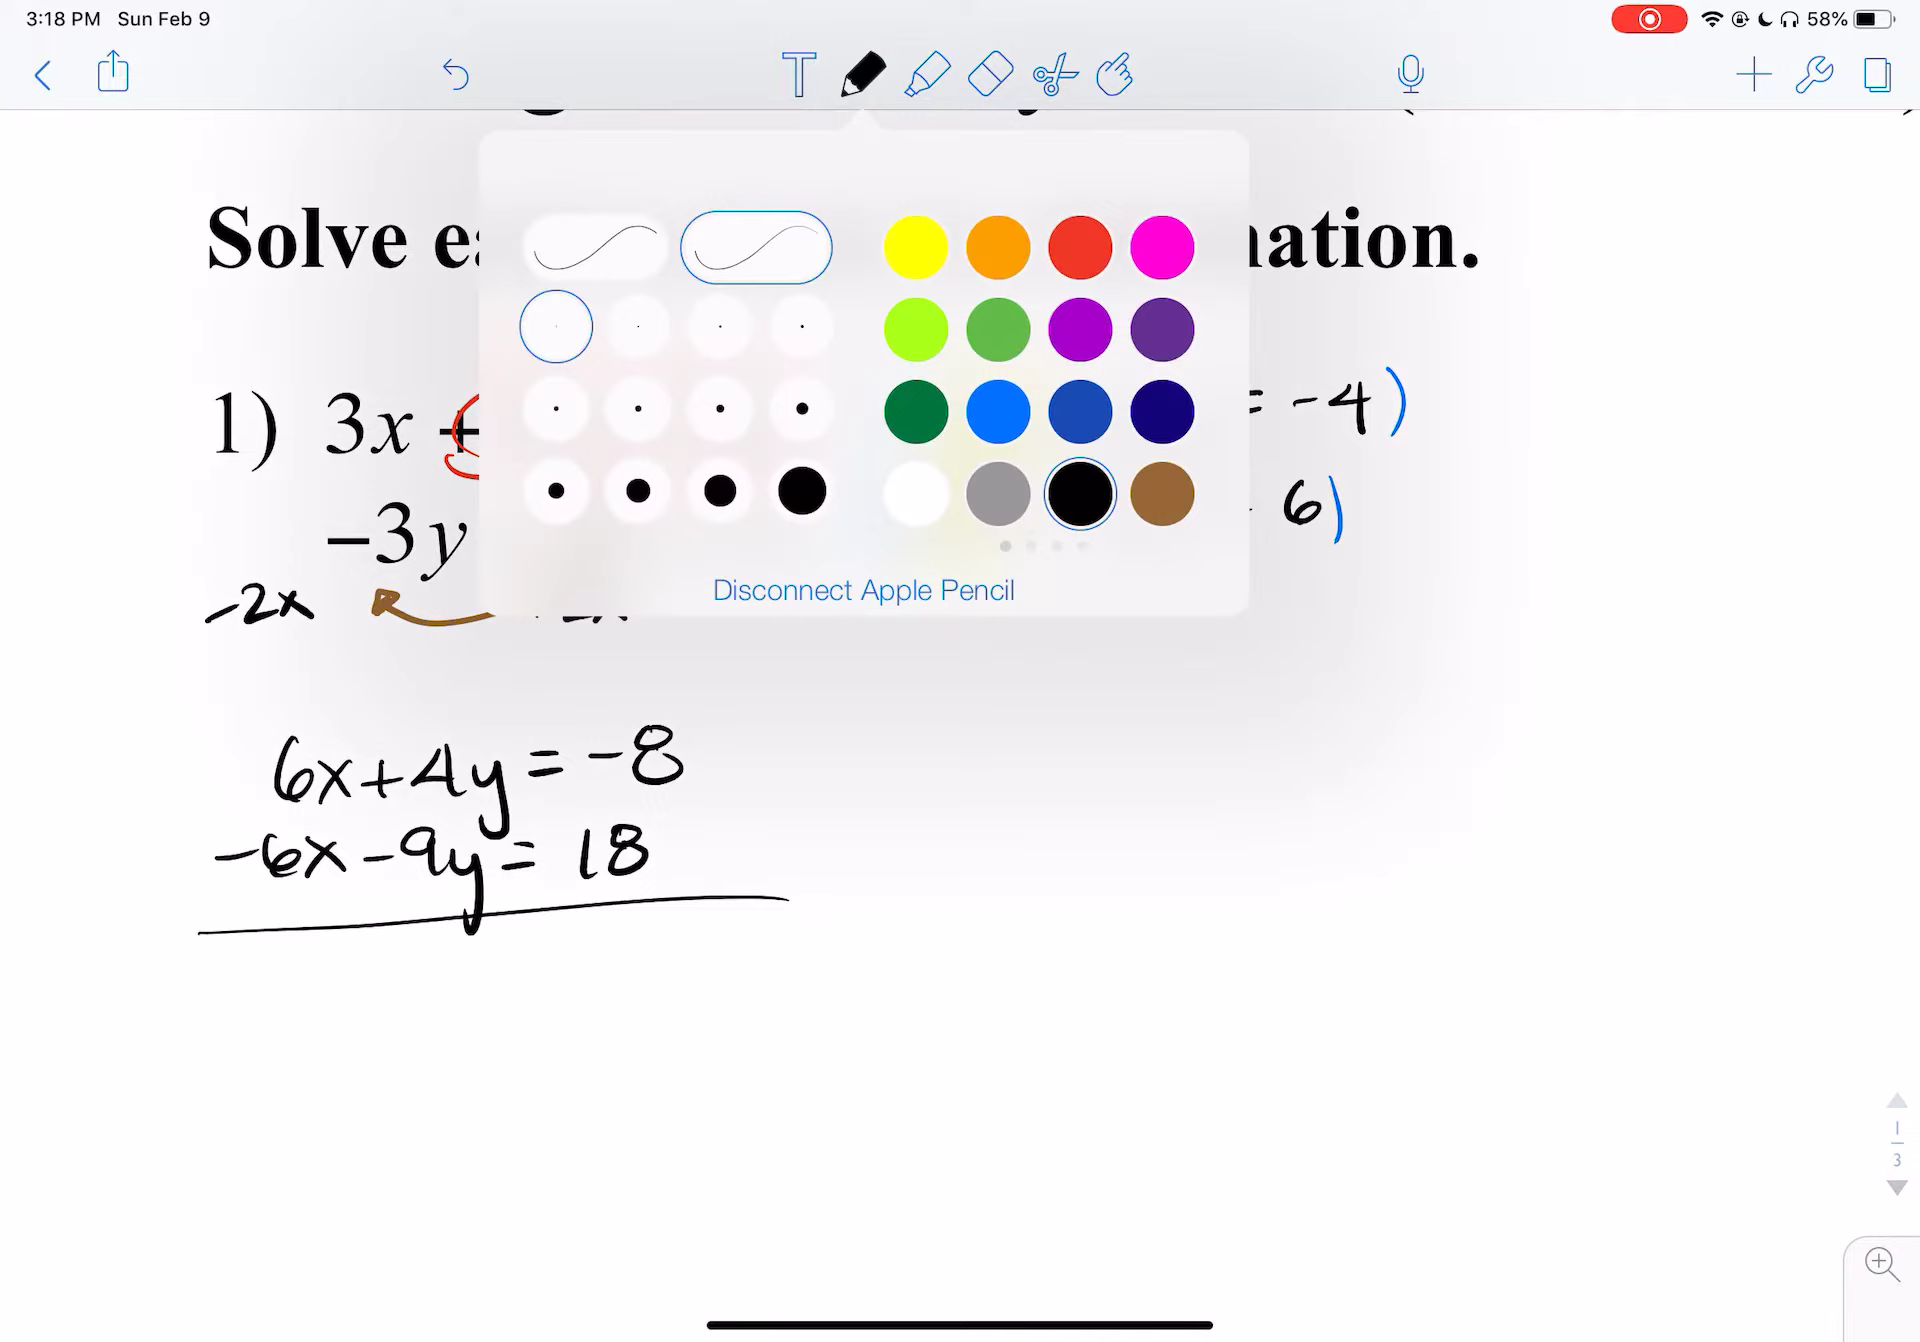 3:18 PM Sun Feb 9 58%
Solve
ation.
1) 3x +
= -4)
-3y
6)
-2x
Disconnect Apple Pencil
6x+4y = -8
-6x-9y = 18
1
3